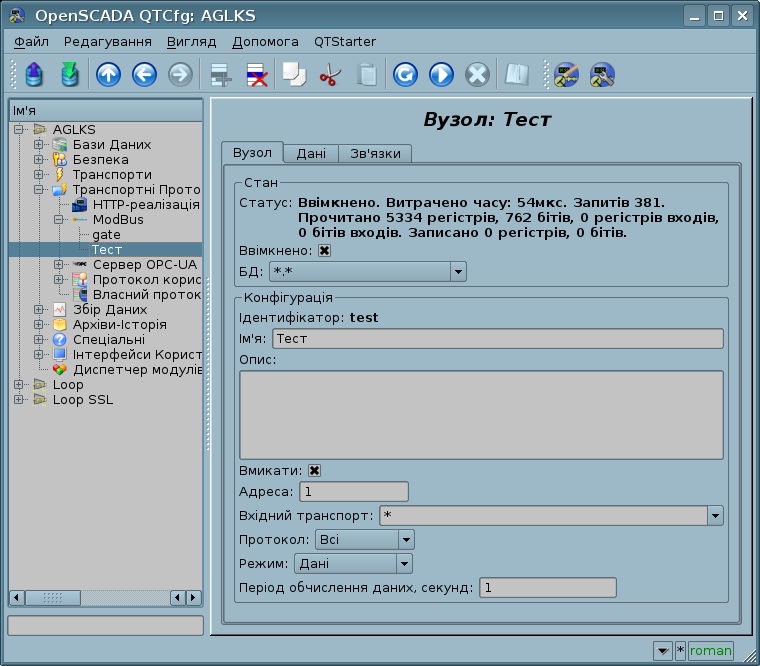 OpenSCADA QTCfg: AGLKS
Файл Редагування Вигляд Допомога QTStarter
Ім'я
AGLKS
Бази Даних
Безпека
Транспорти
Транспортні Прото
HTTP-реалізація
ModBus
gate
Тест
Сервер OPC-UA
Протокол корис
Власний проток
Збір Даних
Архіви-Історія
Спеціальні
Інтерфейси Корист
Диспетчер модулів
Loop
Loop SSL
Вузол: Тест
Вузол Дані Зв'язки
Стан
Статус: Ввімкнено. Витрачено часу: 54мкс. Запитів 381.
Прочитано 5334 регістрів, 762 бітів, 0 регістрів входів,
0 бітів входів. Записано 0 регістрів, 0 бітів.
Ввімкнено:
БД: *.*
Конфігурація
Ідентифікатор: test
Ім'я: Тест
Опис:
Вмикати:
Адреса: 1
Вхідний транспорт: *
Протокол: Всі
Режим: Дані
Період обчислення даних, секунд: 1
* roman